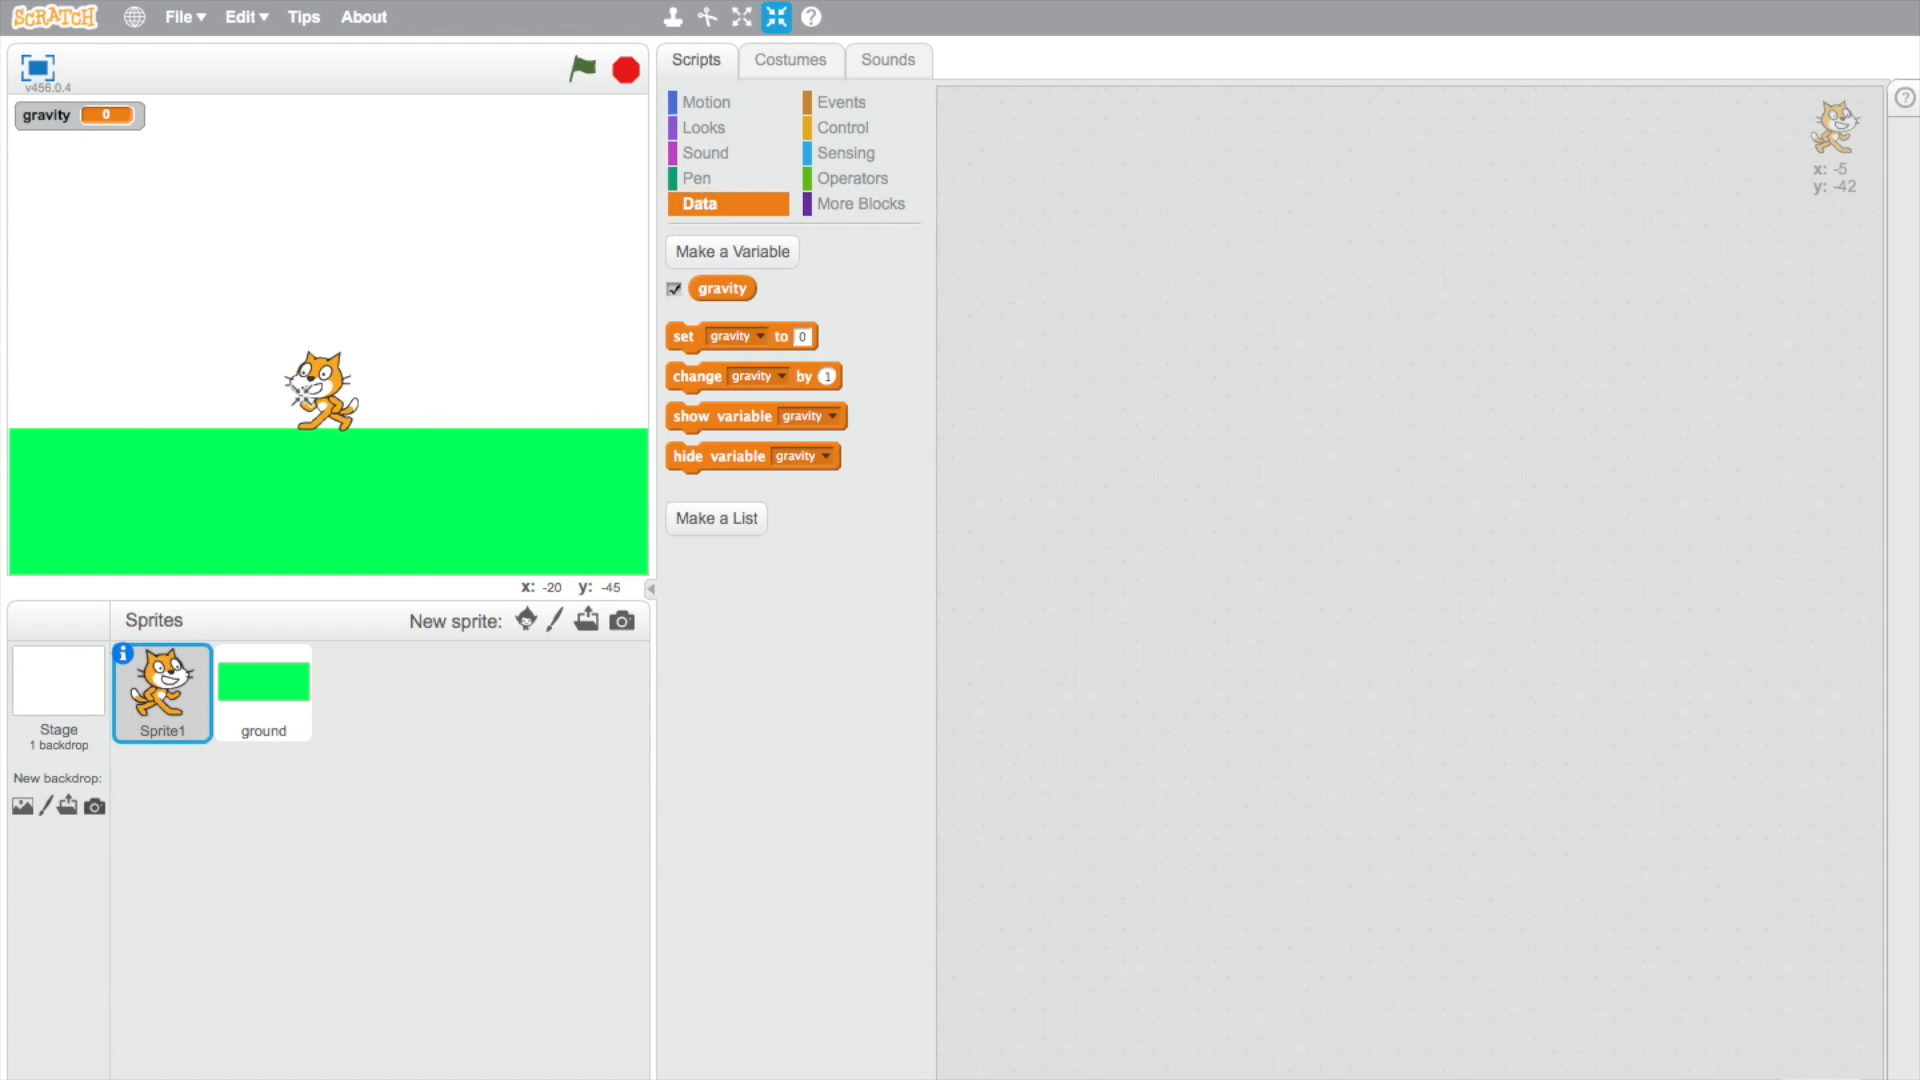 SCRATCH File Edit Tips About
v456.0.4
gravity 0
x: -20 y: -45
Scripts Costumes Sounds
Motion Events
Looks Control
Sound Sensing
Pen Operators
Data More Blocks
Make a Variable
gravity
set gravity to 0
change gravity by 1
show variable gravity
hide variable gravity
Make a List
x: -5
y: -42
Sprites New sprite:
Stage
1 backdrop
New backdrop:
Sprite1
ground